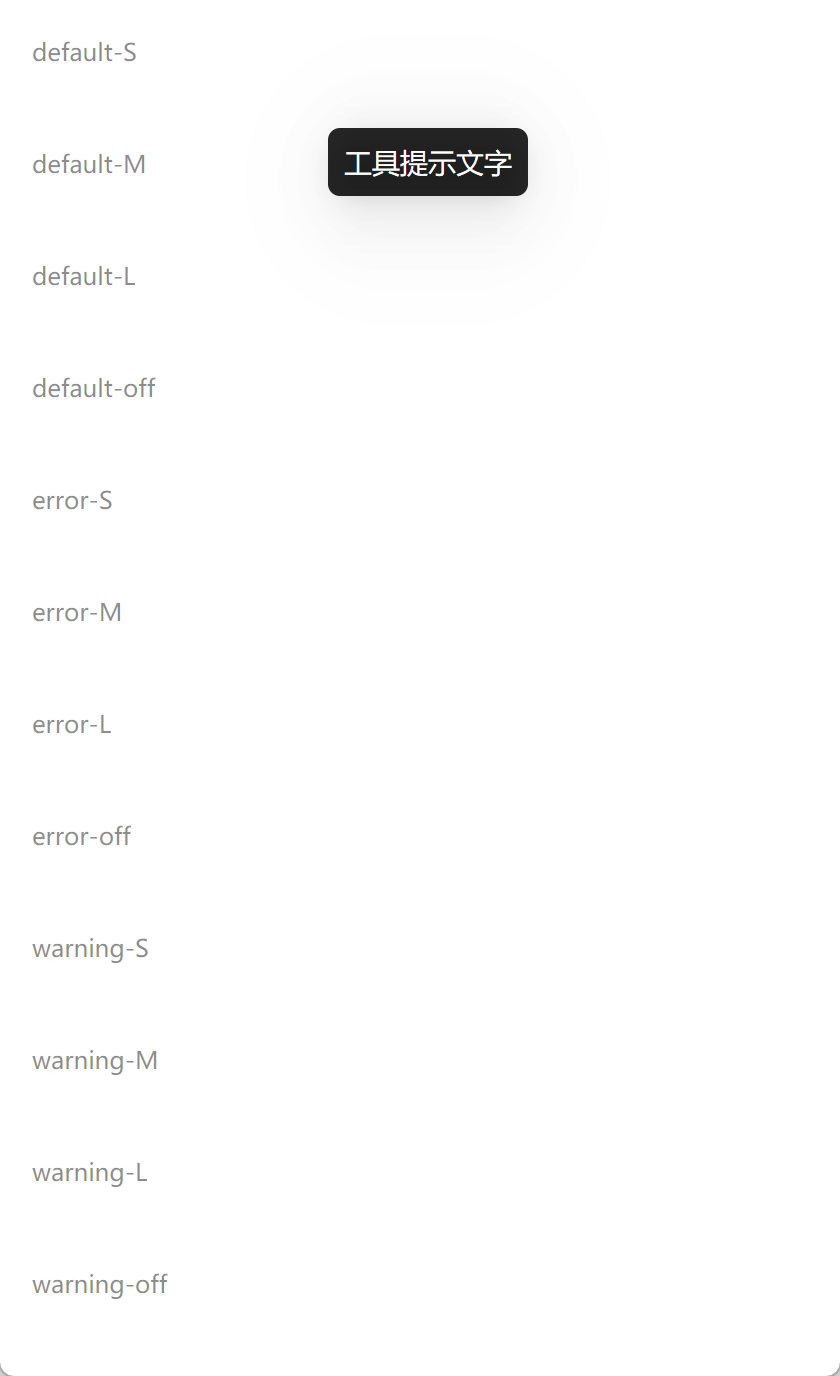 default-S
default-M
工具提示文字
default-L
default-off
error-S
error-M
error-L
error-off
warning-S
warning-M
warning-L
warning-off